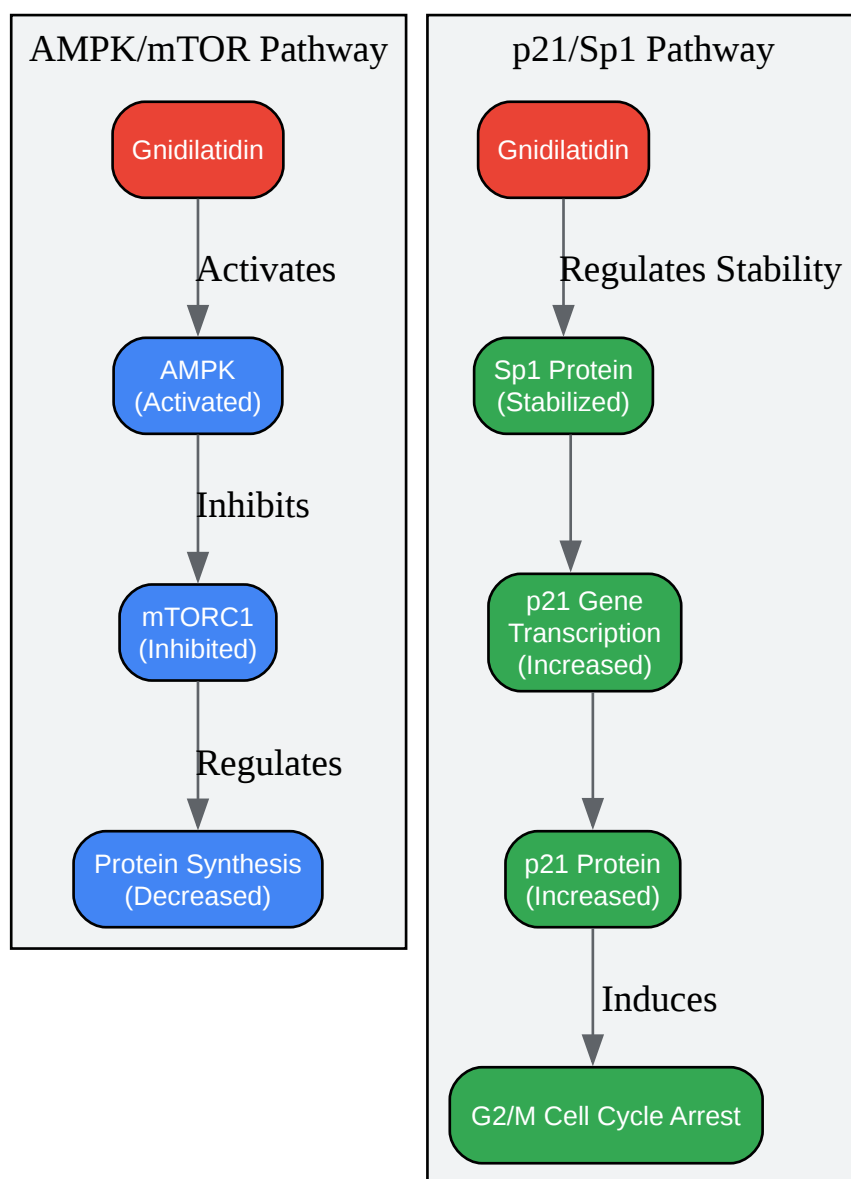 AMPK/mTOR Pathway
Gnidilatidin
Activates
AMPK
(Activated)
Inhibits
mTORC1
(Inhibited)
Regulates
Protein Synthesis
(Decreased)
p21/Sp1 Pathway
Gnidilatidin
Regulates Stability
Sp1 Protein
(Stabilized)
p21 Gene
Transcription
(Increased)
p21 Protein
(Increased)
Induces
G2/M Cell Cycle Arrest